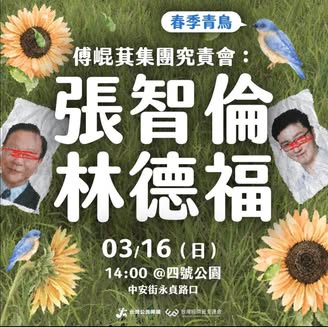 春季青鳥
傅崐萁集團究責會：
張智倫
林德福
03/16（日）
14:00 @四號公園
中安街永貞路口